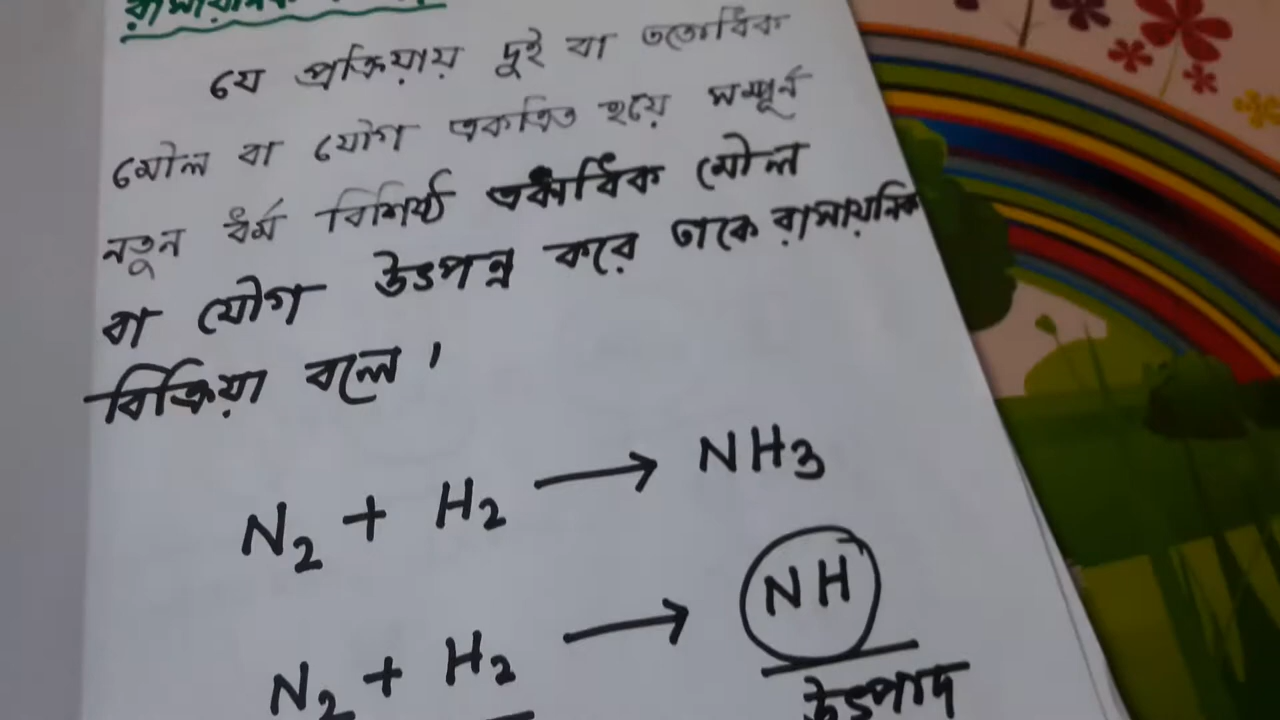 যে প্রক্রিয়ায় দুই বা ততোধিক
মৌল বা যৌগ একত্রিত হয়ে সম্পূর্ন
নতুন ধর্ম বিশিষ্ট একাধিক মৌল
বা যৌগ উৎপন্ন করে তাকে রাসায়নিক
বিক্রিয়া বলে।
N₂ + H₂ → NH3
N₂ + H₂ → NH
উৎপাদ